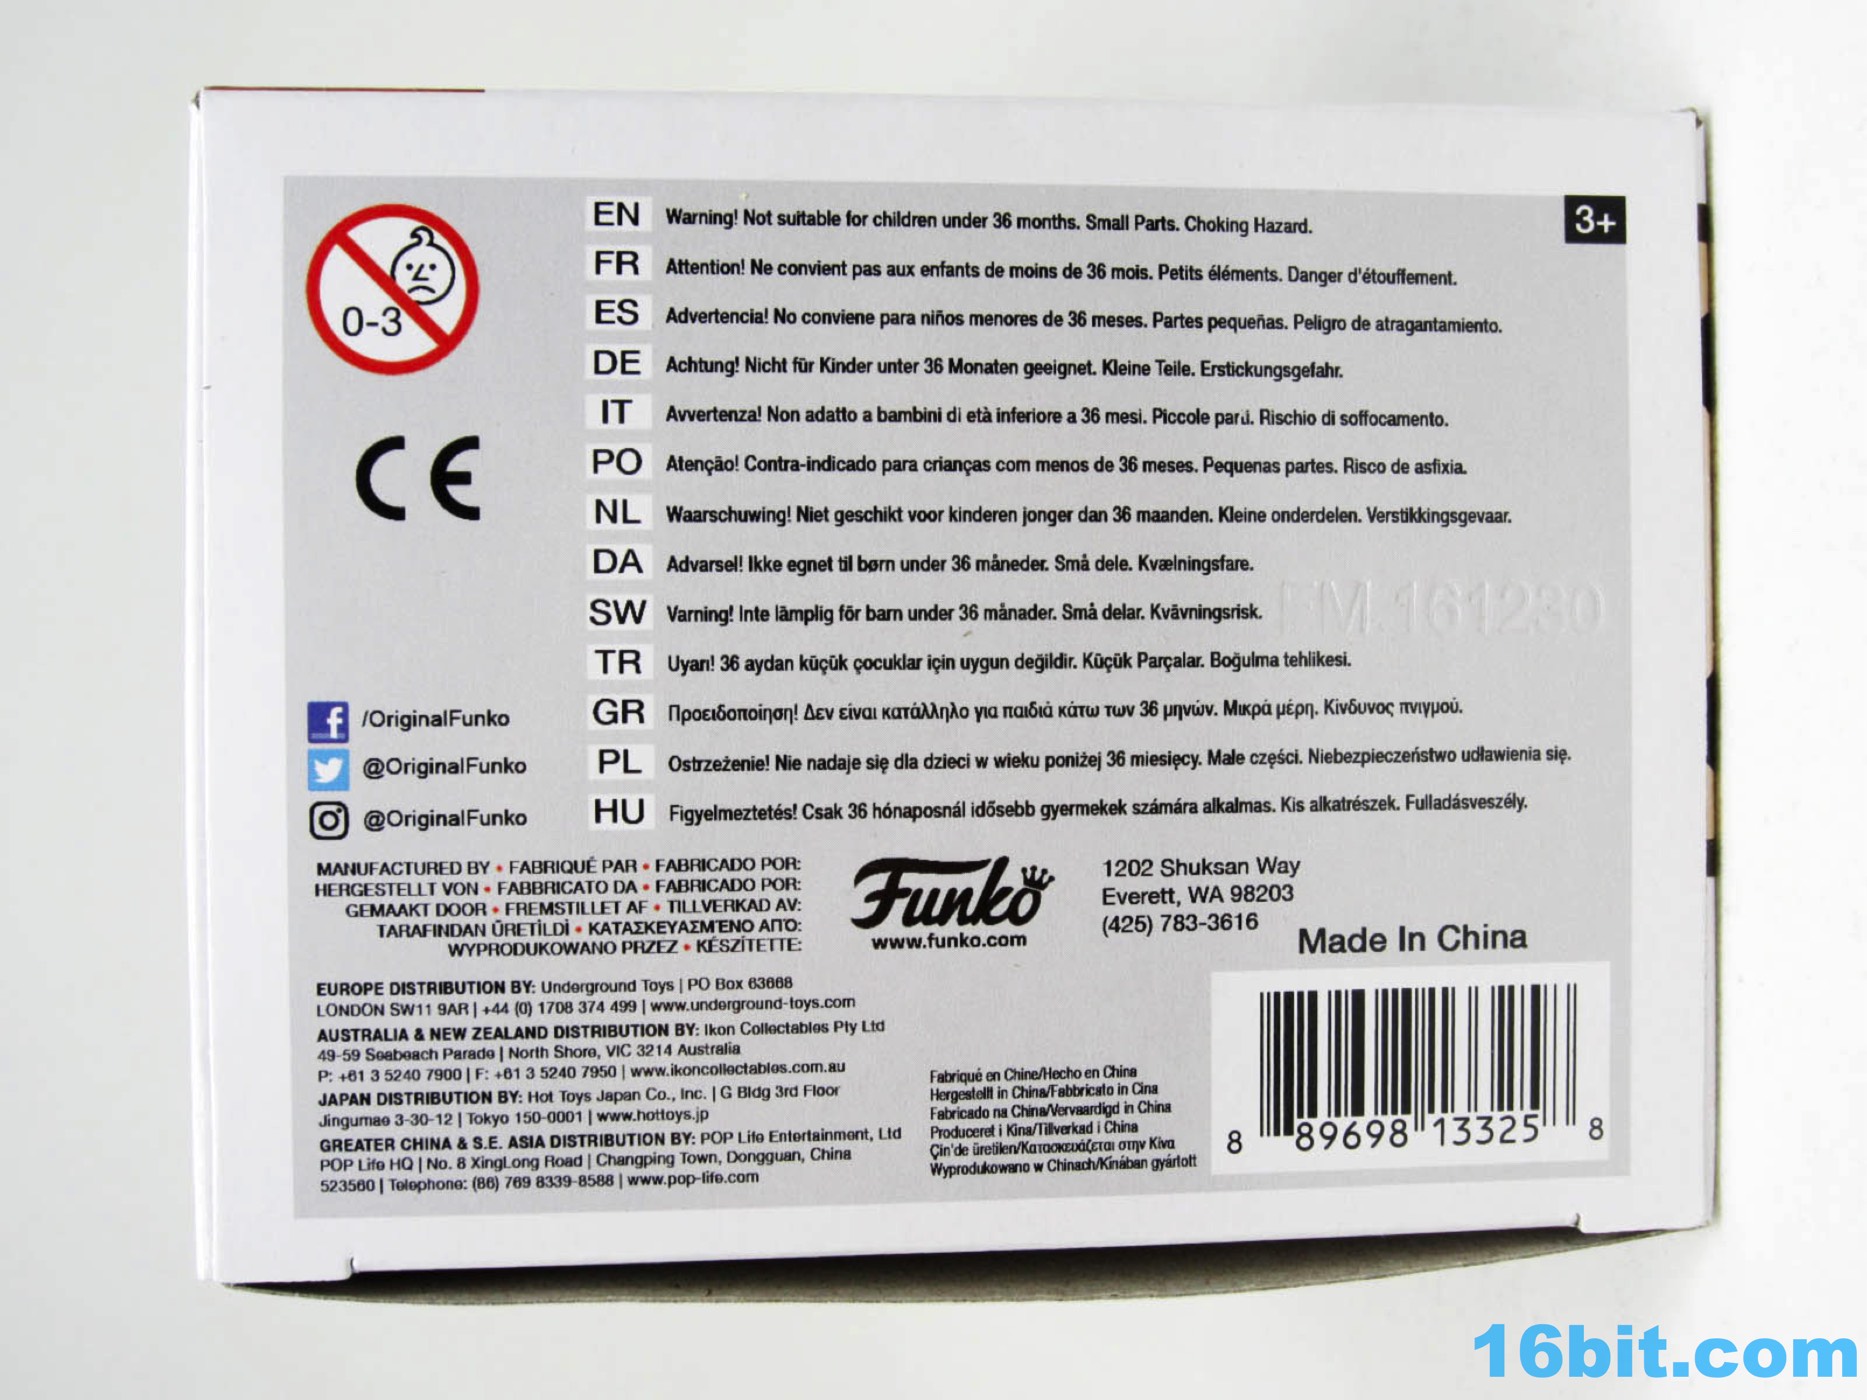 EN Warning! Not suitable for children under 36 months. Small Parts. Choking Hazard.
3+
FR Attention! Ne convient pas aux enfants de moins de 36 mois. Petits éléments. Danger d'étouffement.
ES Advertencia! No conviene para niños menores de 36 meses. Partes pequeñas. Peligro de atragantamiento.
DE Achtung! Nicht für Kinder unter 36 Monaten geeignet. Kleine Teile. Erstickungsgefahr.
IT Avvertenza! Non adatto a bambini di età inferiore a 36 mesi. Piccole parti. Rischio di soffocamento.
PO Atenção! Contra-indicado para crianças com menos de 36 meses. Pequenas partes. Risco de asfixia.
NL Waarschuwing! Niet geschikt voor kinderen jonger dan 36 maanden. Kleine onderdelen. Verstikkingsgevaar.
DA Advarsel! Ikke egnet til børn under 36 måneder. Små dele. Kvælningsfare.
SW Varning! Inte lämplig för barn under 36 månader. Små delar. Kvävningsrisk.
TR Uyarı! 36 aydan küçük çocuklar için uygun değildir. Küçük Parçalar. Boğulma tehlikesi.
GR Προειδοποίηση! Δεν είναι κατάλληλο για παιδιά κάτω των 36 μηνών. Μικρά μέρη. Κίνδυνος πνιγμού.
PL Ostrzeżenie! Nie nadaje się dla dzieci w wieku poniżej 36 miesięcy. Małe części. Niebezpieczeństwo udławienia się.
HU Figyelmeztetés! Csak 36 hónaposnál idősebb gyermekek számára alkalmas. Kis alkatrészek. Fulladásveszély.
0-3
CE
FM.161230
/OriginalFunko
@OriginalFunko
@OriginalFunko
MANUFACTURED BY • FABRIQUÉ PAR • FABRICADO POR:
HERGESTELLT VON • FABBRICATO DA • FABRICADO POR:
GEMAAKT DOOR • FREMSTILLET AF • TILLVERKAD AV:
TARAFINDAN ÜRETİLDİ • ΚΑΤΑΣΚΕΥΑΣΜΈΝΟ ΑΠΌ:
WYPRODUKOWANO PRZEZ • KÉSZÍTETTE:
Funko
www.funko.com
1202 Shuksan Way
Everett, WA 98203
(425) 783-3616
Made In China
EUROPE DISTRIBUTION BY: Underground Toys | PO Box 63668
LONDON SW11 9AR | +44 (0) 1708 374 499 | www.underground-toys.com
AUSTRALIA & NEW ZEALAND DISTRIBUTION BY: Ikon Collectables Pty Ltd
49-59 Seabeach Parade | North Shore, VIC 3214 Australia
P: +61 3 5240 7900 | F: +61 3 5240 7950 | www.ikoncollectables.com.au
JAPAN DISTRIBUTION BY: Hot Toys Japan Co., Inc. | G Bldg 3rd Floor
Jingumae 3-30-12 | Tokyo 150-0001 | www.hottoys.jp
GREATER CHINA & S.E. ASIA DISTRIBUTION BY: POP Life Entertainment, Ltd
POP Life HQ | No. 8 XingLong Road | Changping Town, Dongguan, China
523560 | Telephone: (86) 769 8339-8588 | www.pop-life.com
Fabriqué en Chine/Hecho en China
Hergestellt in China/Fabbricato in Cina
Fabricado na China/Vervaardigd in China
Produceret i Kina/Tillverkad i China
Çin'de üretilen/Κατασκευάζεται στην Κίνα
Wyprodukowano w Chinach/Kínában gyártott
8 89698 13325 8
16bit.com